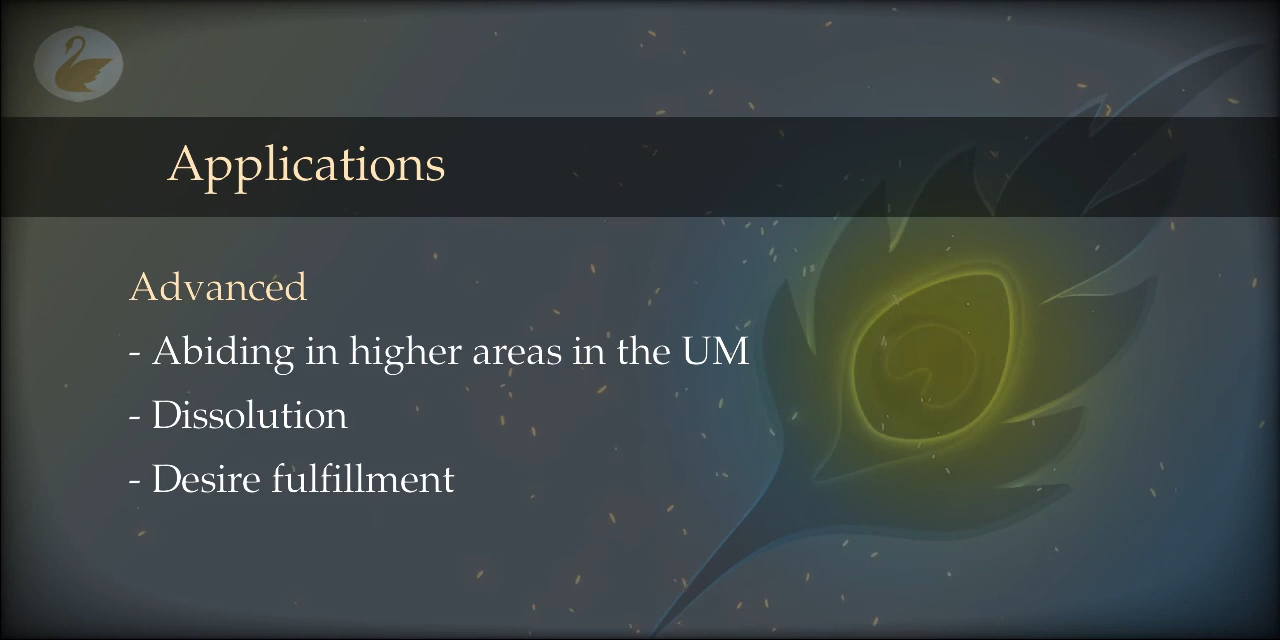 Applications
Advanced
- Abiding in higher areas in the UM
- Dissolution
- Desire fulfillment